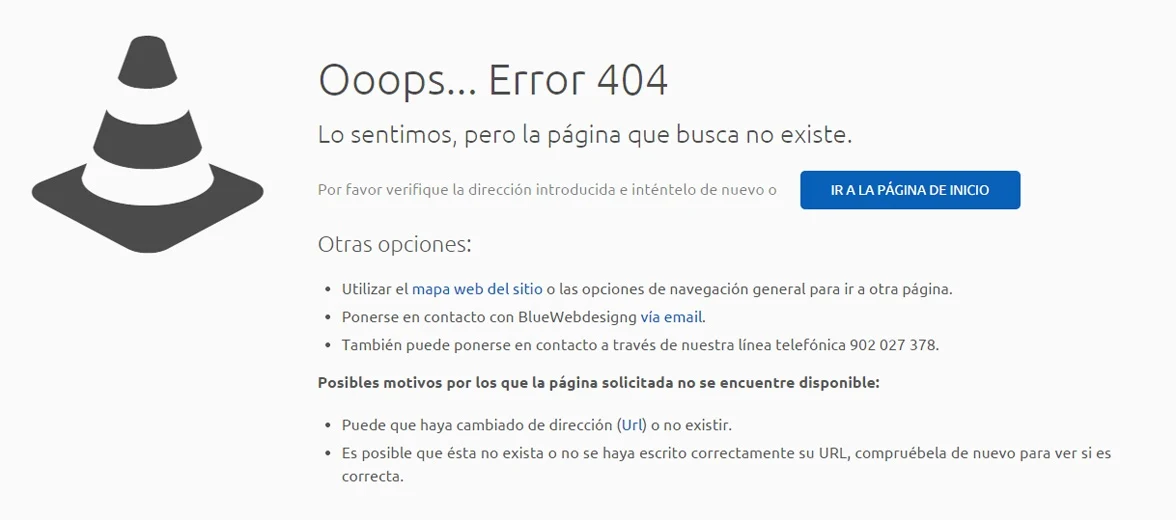 Ooops... Error 404
Lo sentimos, pero la página que busca no existe.
Por favor verifique la dirección introducida e inténtelo de nuevo o IR A LA PÁGINA DE INICIO
Otras opciones:
• Utilizar el mapa web del sitio o las opciones de navegación general para ir a otra página.
• Ponerse en contacto con BlueWebdesigng vía email.
• También puede ponerse en contacto a través de nuestra línea telefónica 902 027 378.
Posibles motivos por los que la página solicitada no se encuentre disponible:
• Puede que haya cambiado de dirección (Url) o no existir.
• Es posible que ésta no exista o no se haya escrito correctamente su URL, compruébela de nuevo para ver si es
correcta.